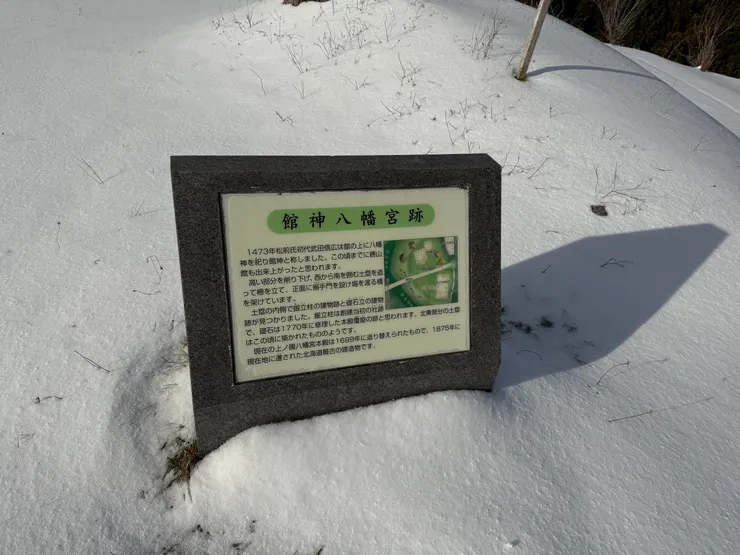 館神八幡宮跡
1473年松前氏初代武田信広は館の上に八幡
神を祀り館神と称しました。この頃までに勝山
館も出来上がったと思われます。
高い部分を削り下げ、西から南を囲む土塁を造
って柵を立て、正面に搦手門を設け堀を渡る橋
を架けています。
土塁の内側で掘立柱の建物跡と礎石立の建物
跡が見つかりました。掘立柱は創建当初の社跡
で、礎石は1770年に修理した本殿覆屋の跡と思われます。北東部分の土塁
はこの頃に築かれたもののようです。
現在の上ノ國八幡宮本殿は1699年に造り替えられたもので、1876年に
現在地に遷された北海道最古の建造物です。